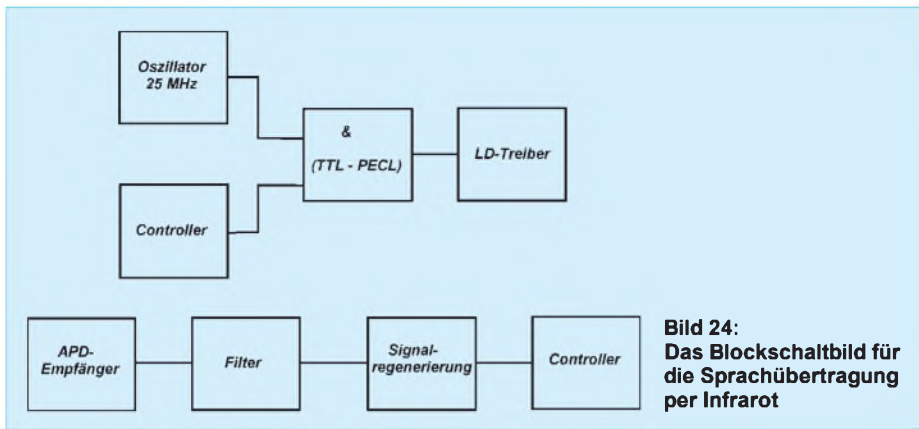 Oszillator
25 MHz
&
(TTL - PECL)
LD-Treiber
Controller
APD-
Empfänger
Filter
Signal-
regenerierung
Controller
Bild 24:
Das Blockschaltbild für
die Sprachübertragung
per Infrarot